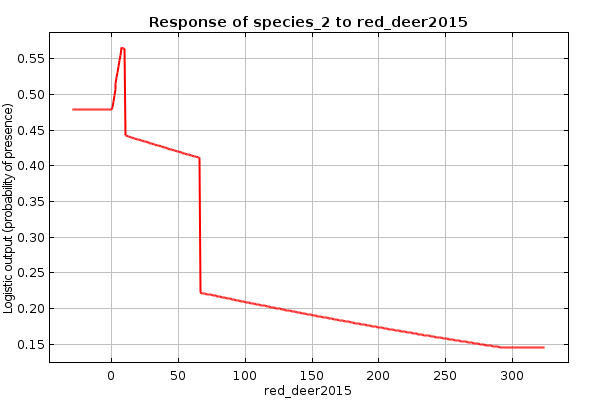 Response of species_2 to red_deer2015
Logistic output (probability of presence)
0.55
0.50
0.45
0.40
0.35
0.30
0.25
0.20
0.15
0 50 100 150 200 250 300
red_deer2015